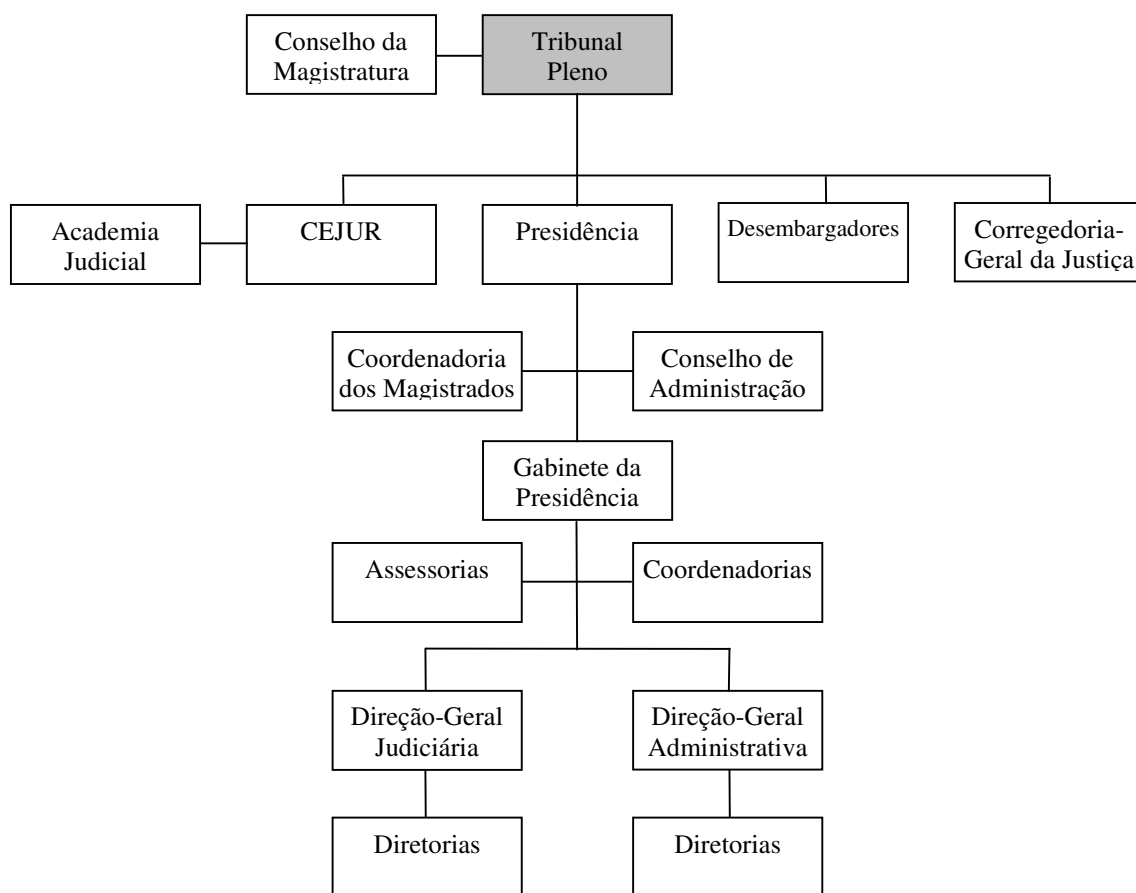 Conselho da
Magistratura
Tribunal
Pleno
Academia
Judicial
CEJUR
Presidência
Desembargadores
Corregedoria-
Geral da Justiça
Coordenadoria
dos Magistrados
Conselho de
Administração
Gabinete da
Presidência
Assessorias
Coordenadorias
Direção-Geral
Judiciária
Direção-Geral
Administrativa
Diretorias
Diretorias